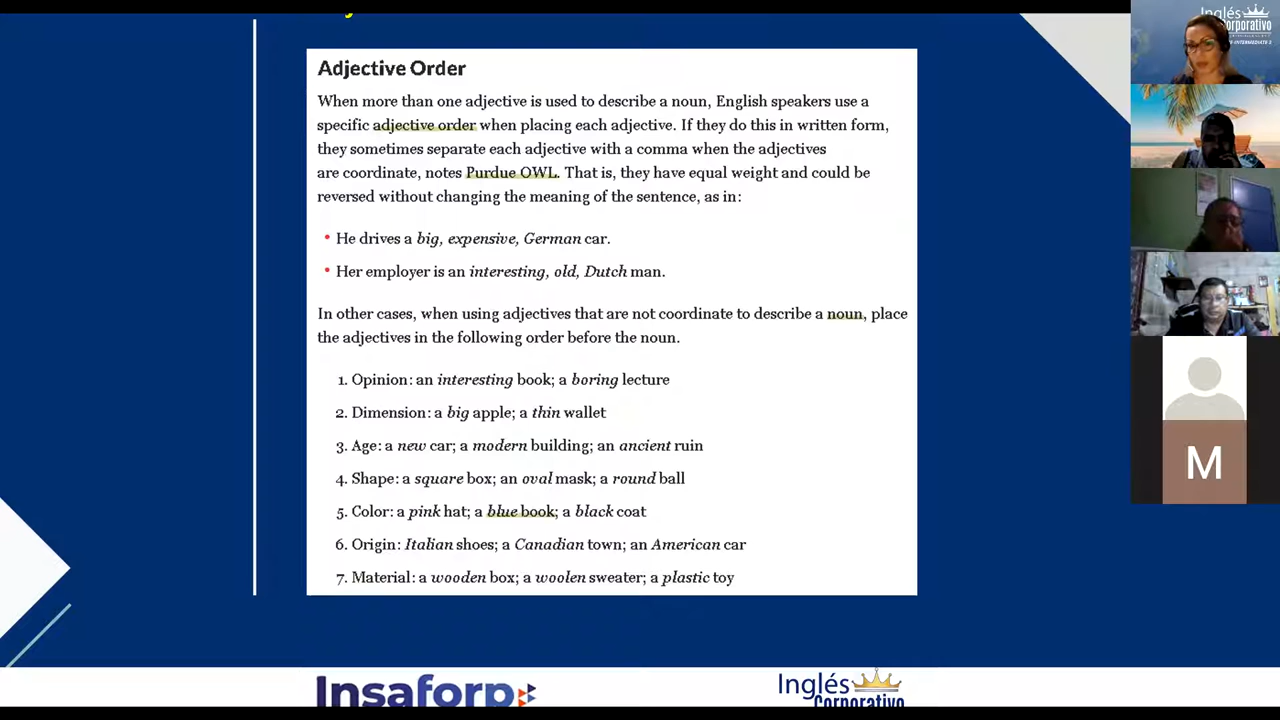 Adjective Order
When more than one adjective is used to describe a noun, English speakers use a
specific adjective order when placing each adjective. If they do this in written form,
they sometimes separate each adjective with a comma when the adjectives
are coordinate, notes Purdue OWL. That is, they have equal weight and could be
reversed without changing the meaning of the sentence, as in:
• He drives a big, expensive, German car.
• Her employer is an interesting, old, Dutch man.
In other cases, when using adjectives that are not coordinate to describe a noun, place
the adjectives in the following order before the noun.
1. Opinion: an interesting book; a boring lecture
2. Dimension: a big apple; a thin wallet
3. Age: a new car; a modern building; an ancient ruin
4. Shape: a square box; an oval mask; a round ball
5. Color: a pink hat; a blue book; a black coat
6. Origin: Italian shoes; a Canadian town; an American car
7. Material: a wooden box; a woolen sweater; a plastic toy
Insaforp
Inglés
Corporativo
Inglés
Corporativo
INTERMEDIATE 2
M